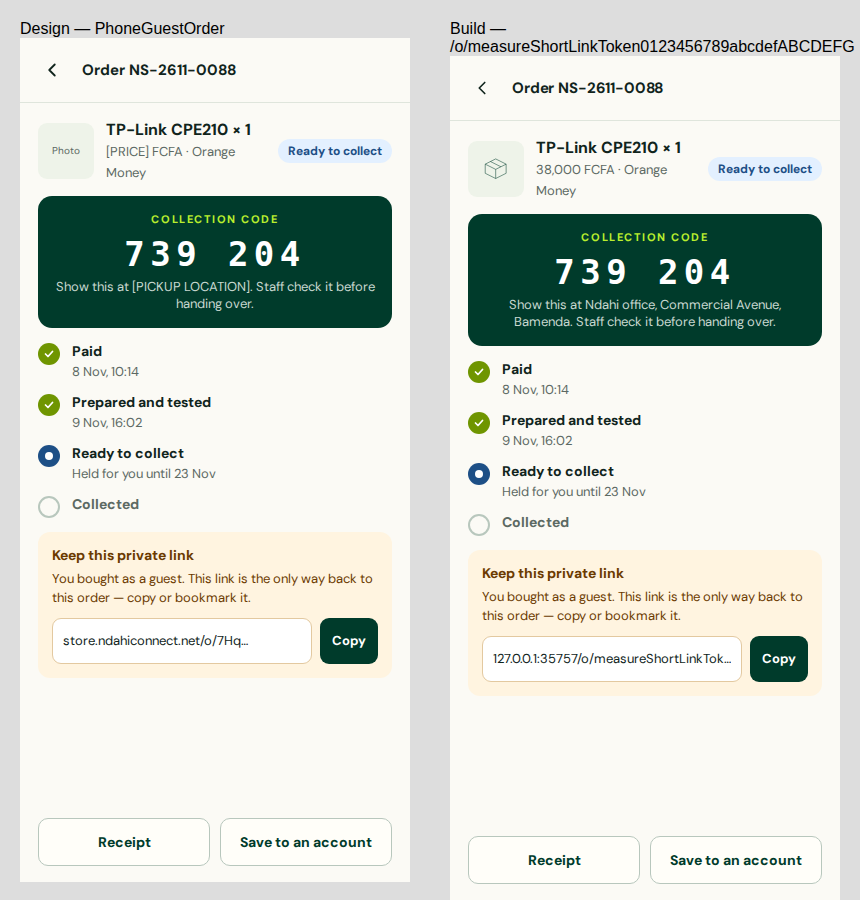 Design — PhoneGuestOrder
Order NS-2611-0088
Photo
TP-Link CPE210 × 1
[PRICE] FCFA · Orange
Money
Ready to collect
COLLECTION CODE
739 204
Show this at [PICKUP LOCATION]. Staff check it before
handing over.
Paid
8 Nov, 10:14
Prepared and tested
9 Nov, 16:02
Ready to collect
Held for you until 23 Nov
Collected
Keep this private link
You bought as a guest. This link is the only way back to
this order — copy or bookmark it.
store.ndahiconnect.net/o/7Hq…
Copy
Receipt
Save to an account
Build —
/o/measureShortLinkToken0123456789abcdefABCDEFG
Order NS-2611-0088
TP-Link CPE210 × 1
38,000 FCFA · Orange
Money
Ready to collect
COLLECTION CODE
739 204
Show this at Ndahi office, Commercial Avenue,
Bamenda. Staff check it before handing over.
Paid
8 Nov, 10:14
Prepared and tested
9 Nov, 16:02
Ready to collect
Held for you until 23 Nov
Collected
Keep this private link
You bought as a guest. This link is the only way back to
this order — copy or bookmark it.
127.0.0.1:35757/o/measureShortLinkTok…
Copy
Receipt
Save to an account